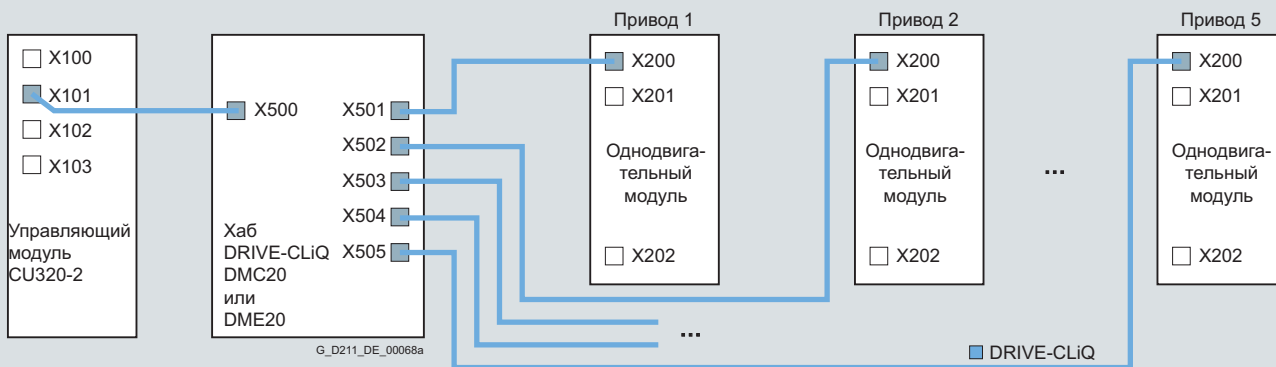 Привод 1
Привод 2
Привод 5
X100
X101
X102
X103
Управляющий
модуль
CU320-2
X500
X501
X502
X503
X504
X505
Хаб
DRIVE-CLiQ
DMC20
или
DME20
G_D211_DE_00068a
X200
X201
Однодвига-
тельный
модуль
X202
...
X200
X201
Однодвига-
тельный
модуль
X202
...
X200
X201
Однодвига-
тельный
модуль
X202
DRIVE-CLiQ